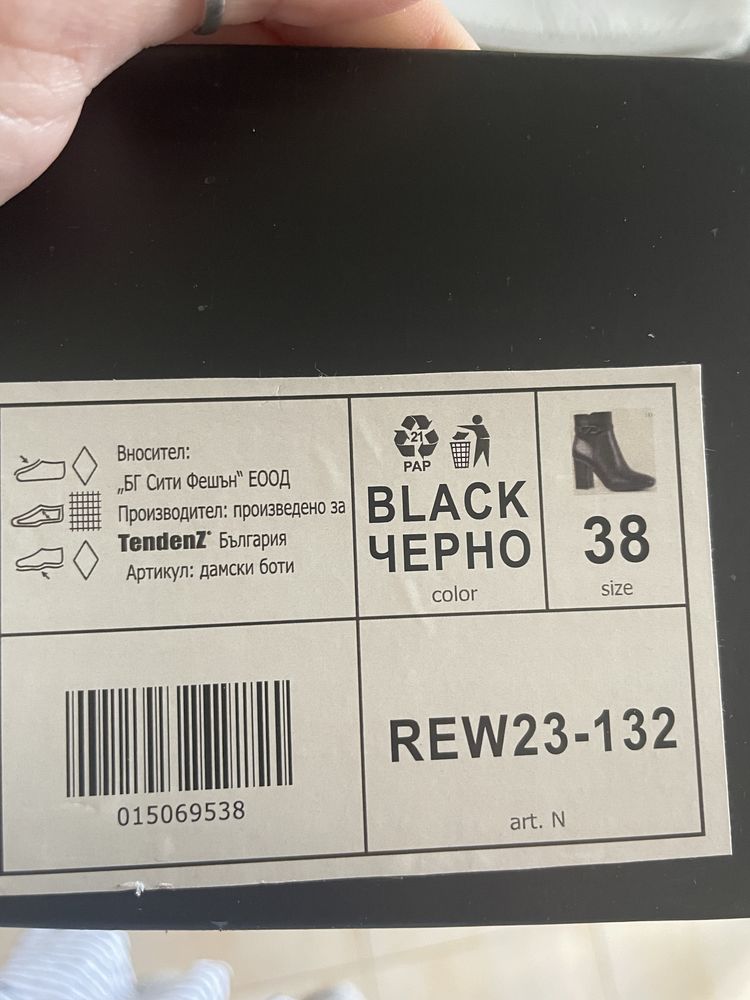 Вносител:
„БГ Сити Фешън“ ЕООД
Производител: произведено за
TendenZ® България
Артикул: дамски боти
21
PAP
BLACK
ЧЕРНО
color
38
size
015069538
REW23-132
art. N